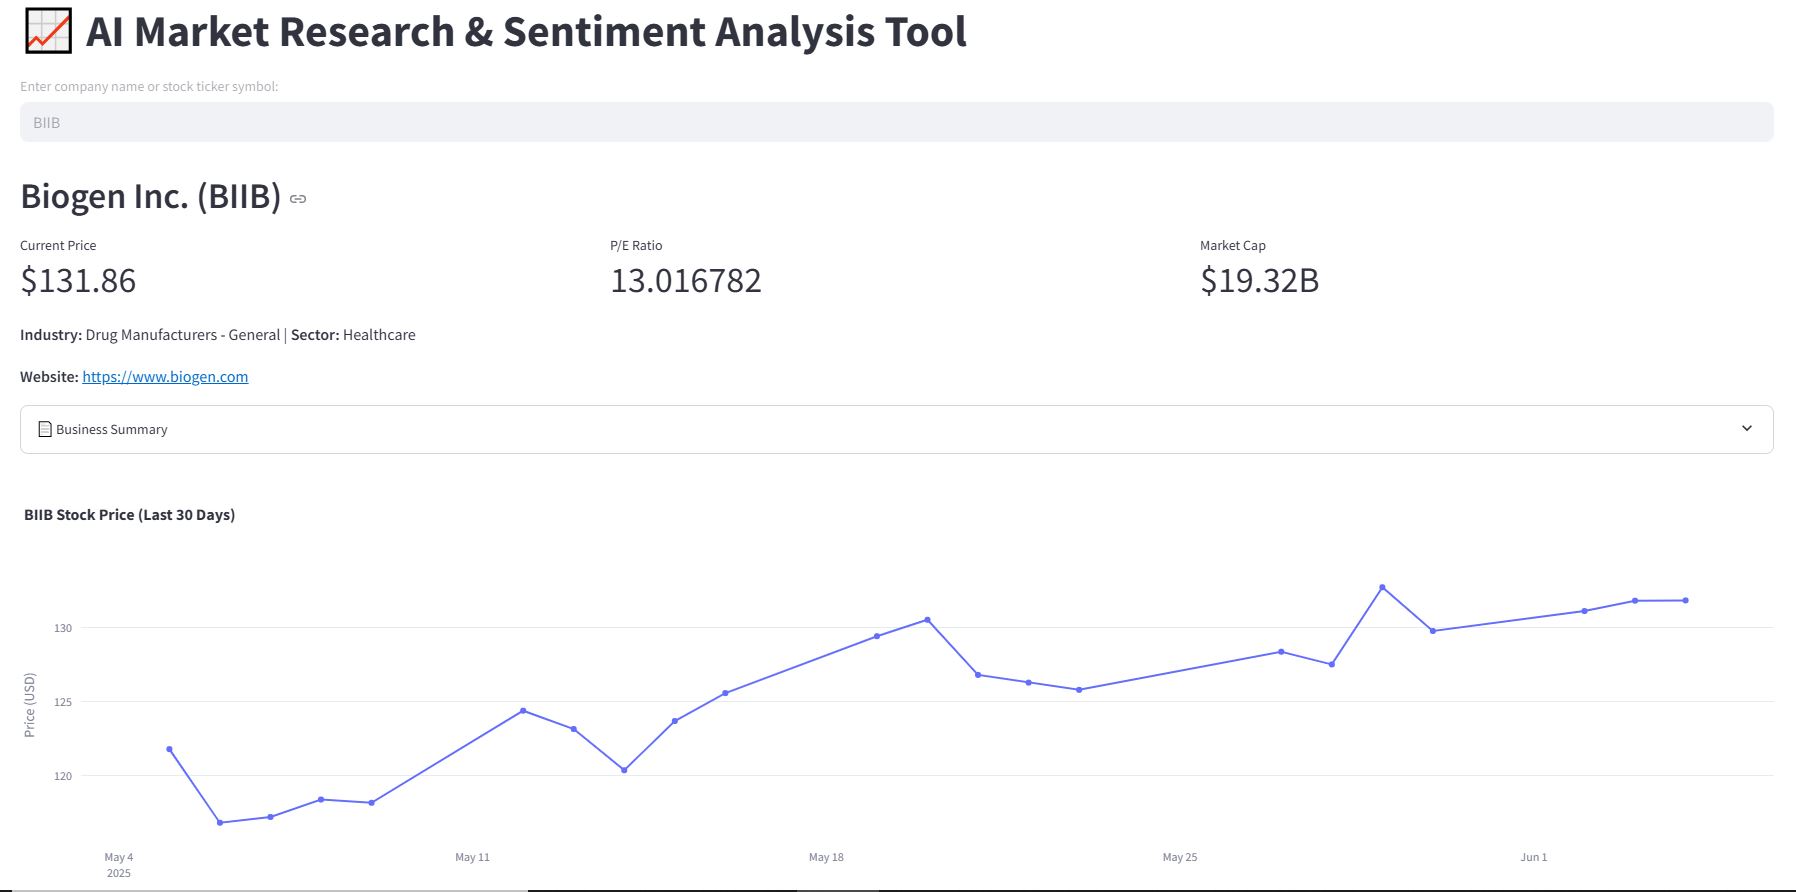 AI Market Research & Sentiment Analysis Tool
Enter company name or stock ticker symbol:
BIIB
Biogen Inc. (BIIB)
Current Price
$131.86
P/E Ratio
13.016782
Market Cap
$19.32B
Industry: Drug Manufacturers - General | Sector: Healthcare
Website: https://www.biogen.com
Business Summary
BIIB Stock Price (Last 30 Days)
Price (USD)
130
125
120
May 4
2025
May 11
May 18
May 25
Jun 1